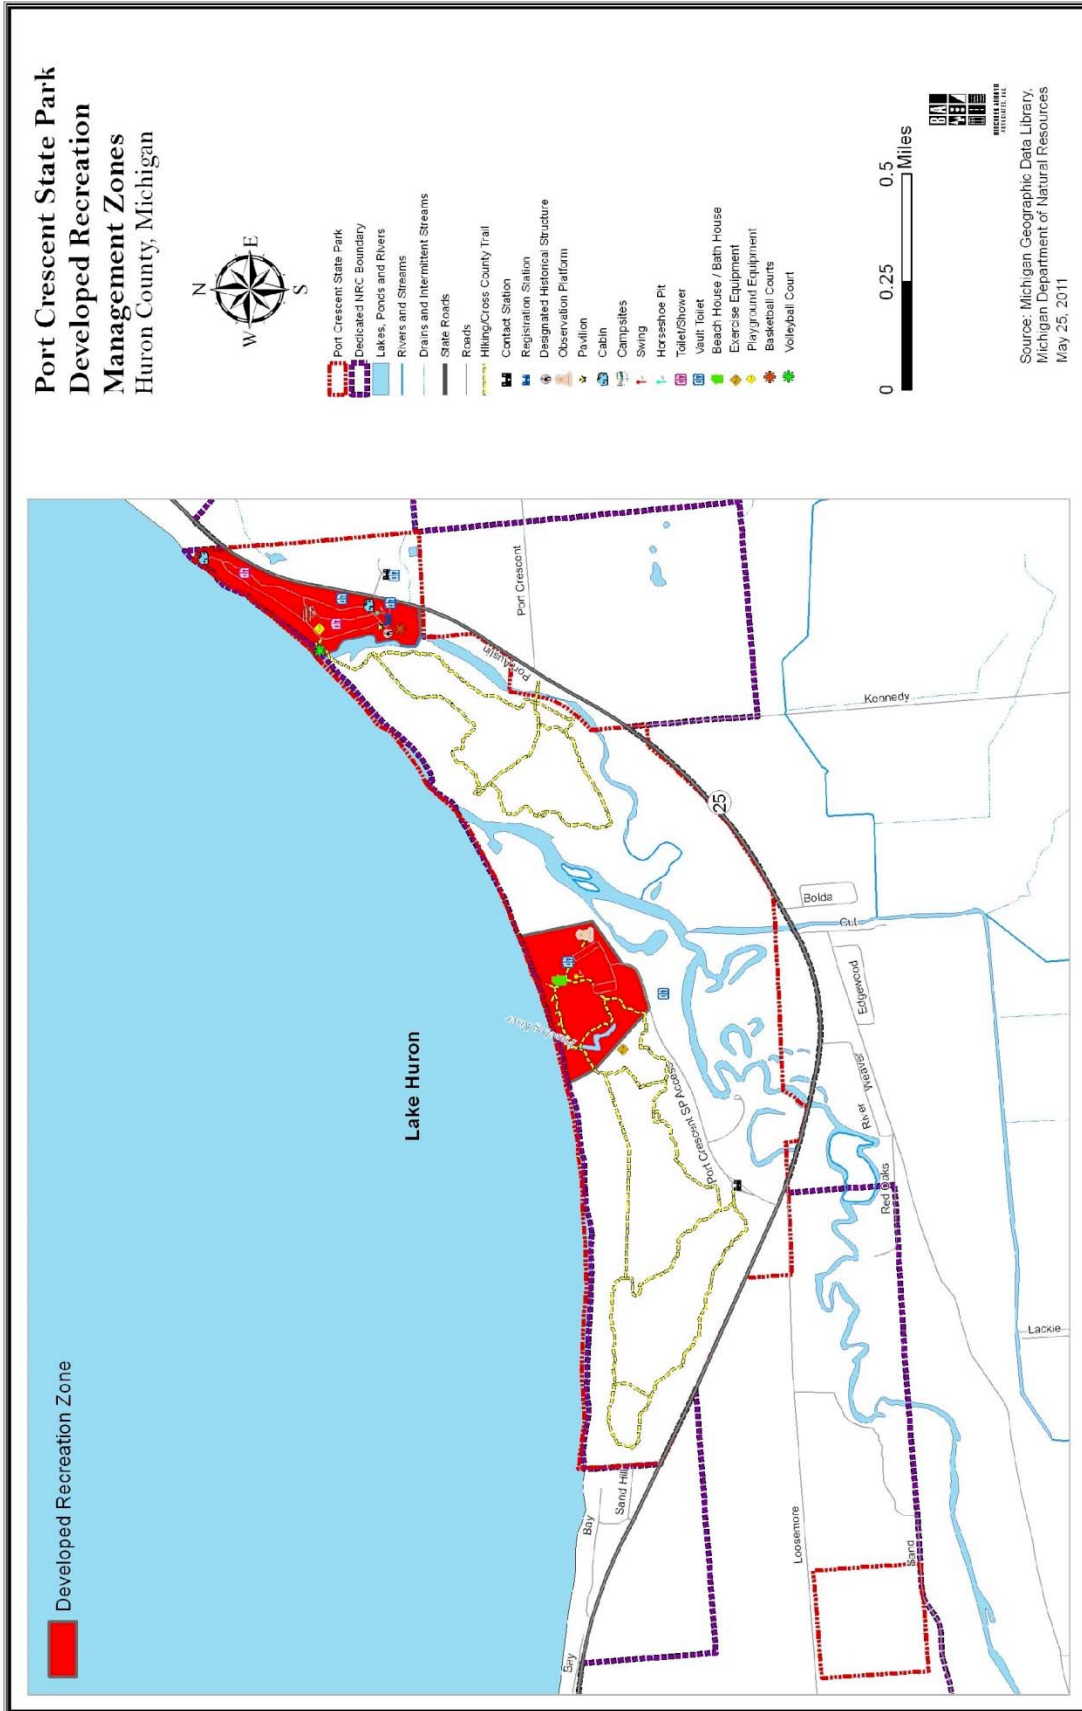 Port Crescent State Park
Developed Recreation
Management Zones
Huron County, Michigan
N
W
E
S
Port Crescent State Park
Dedicated NRC Boundary
Lakes, Ponds and Rivers
Rivers and Streams
Drains and Intermittent Streams
State Roads
Roads
Hiking/Cross County Trail
Contact Station
Registration Station
Designated Historical Structure
Observation Platform
Pavilion
Cabin
Campsites
Swing
Horseshoe Pit
Toilet/Shower
Vault Toilet
Beach House / Bath House
Exercise Equipment
Playground Equipment
Basketball Courts
Volleyball Court
0
0.25
0.5
Miles
Source: Michigan Geographic Data Library,
Michigan Department of Natural Resources
May 25, 2011
Developed Recreation Zone
Lake Huron
Port Crescent
Port Austin
Kennedy
25
Bolda
Cut
Edgewood
Weaver
River
Port Crescent SP Access
Red Oaks
Lackie
Sand Hill
Bay
Bay
Loosemore
Sand